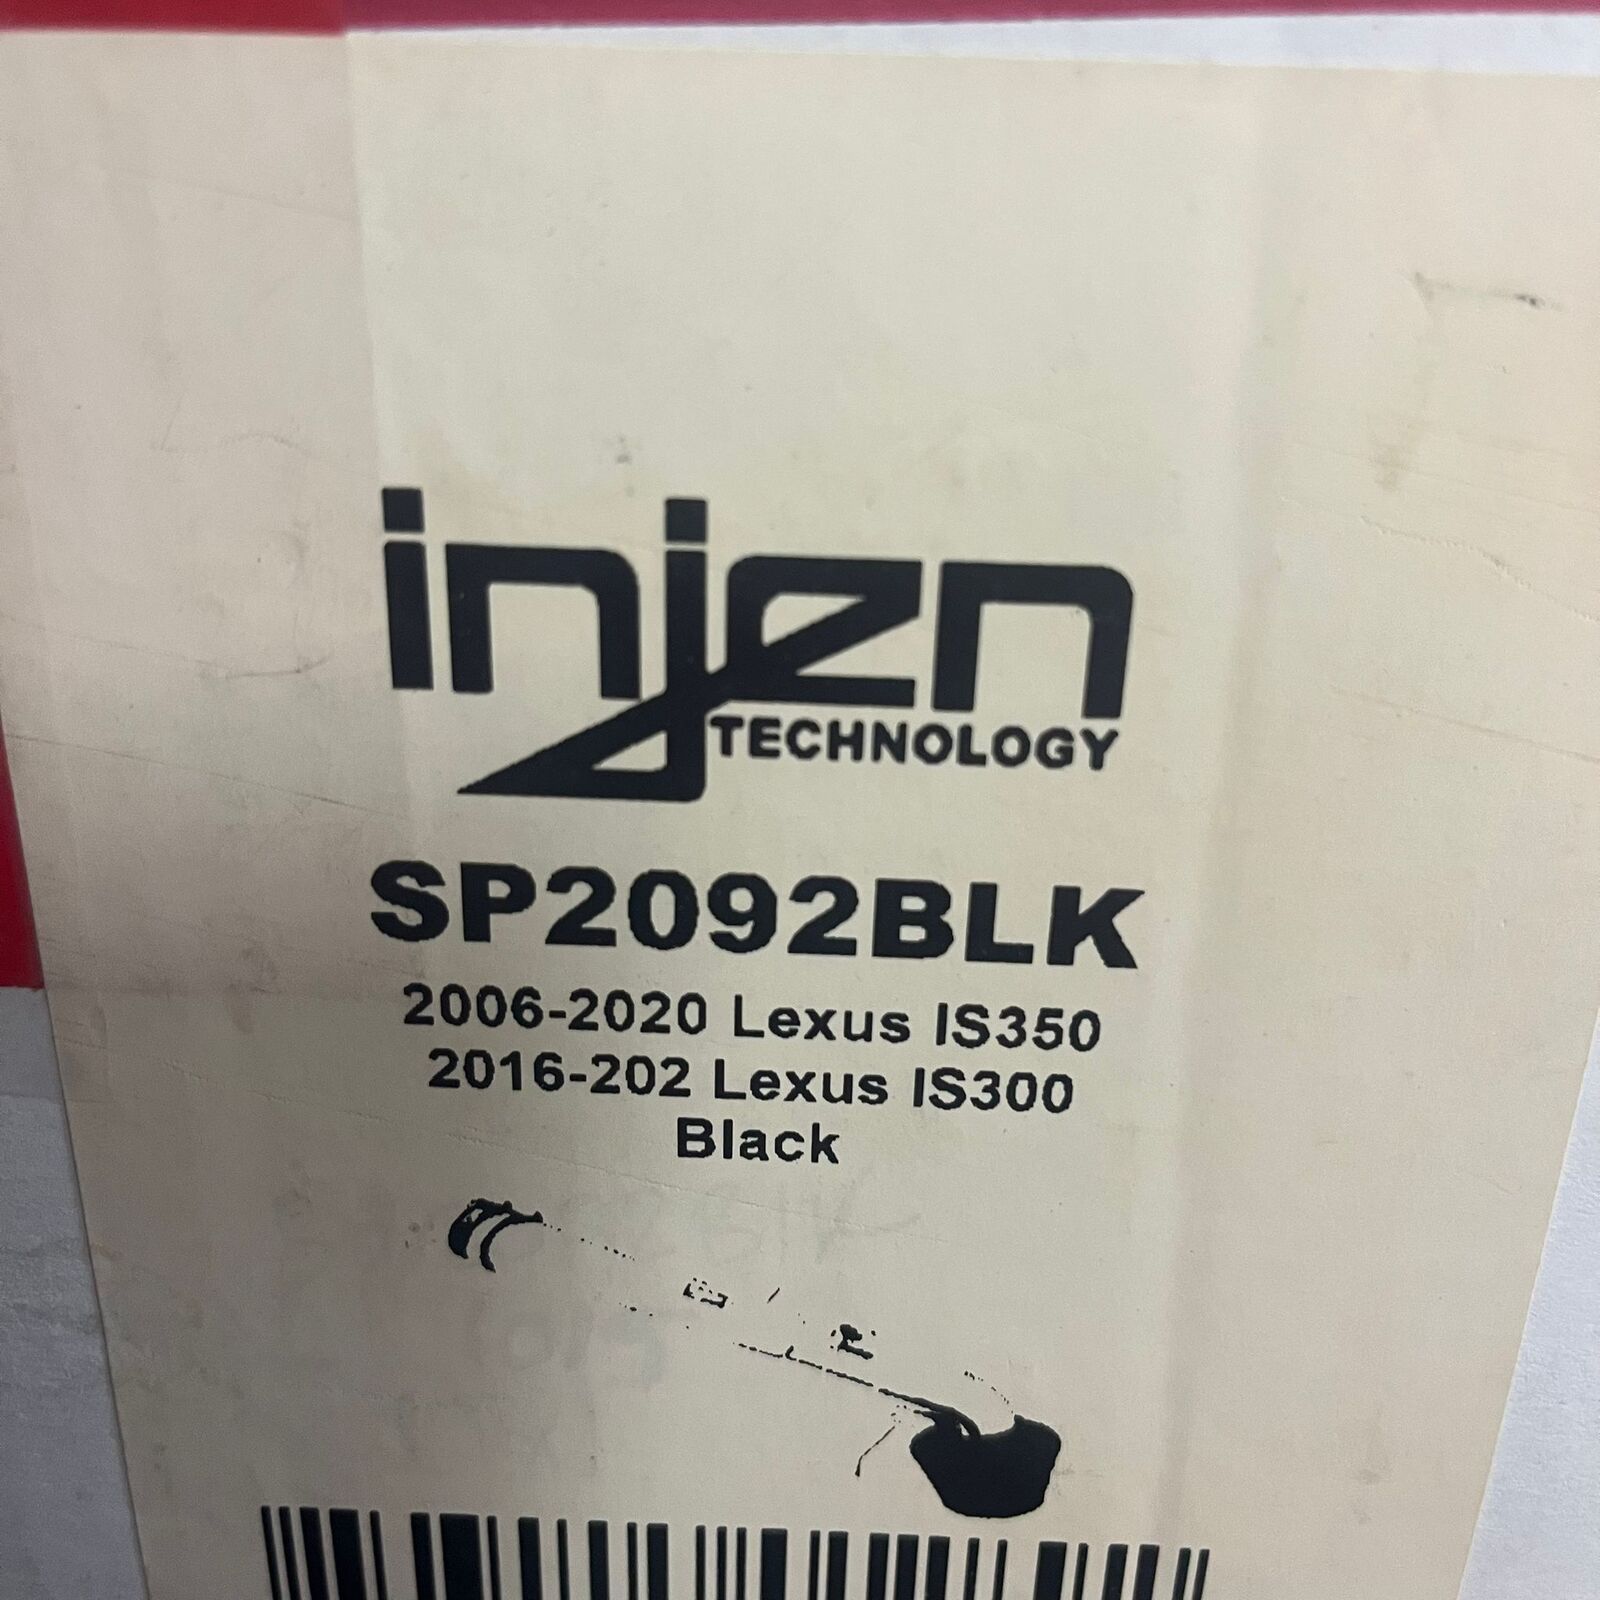 injen
TECHNOLOGY
SP2092BLK
2006-2020 Lexus IS350
2016-202 Lexus IS300
Black